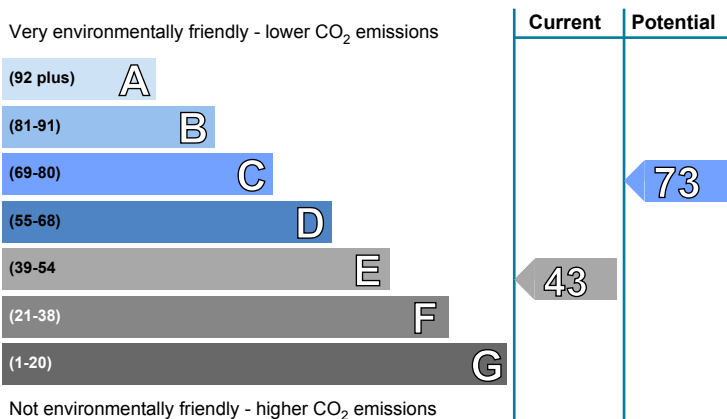 Current Potential
Very environmentally friendly - lower CO2 emissions
(92 plus) A
(81-91) B
(69-80) C
73
(55-68) D
(39-54 E
43
(21-38) F
(1-20) G
Not environmentally friendly - higher CO2 emissions